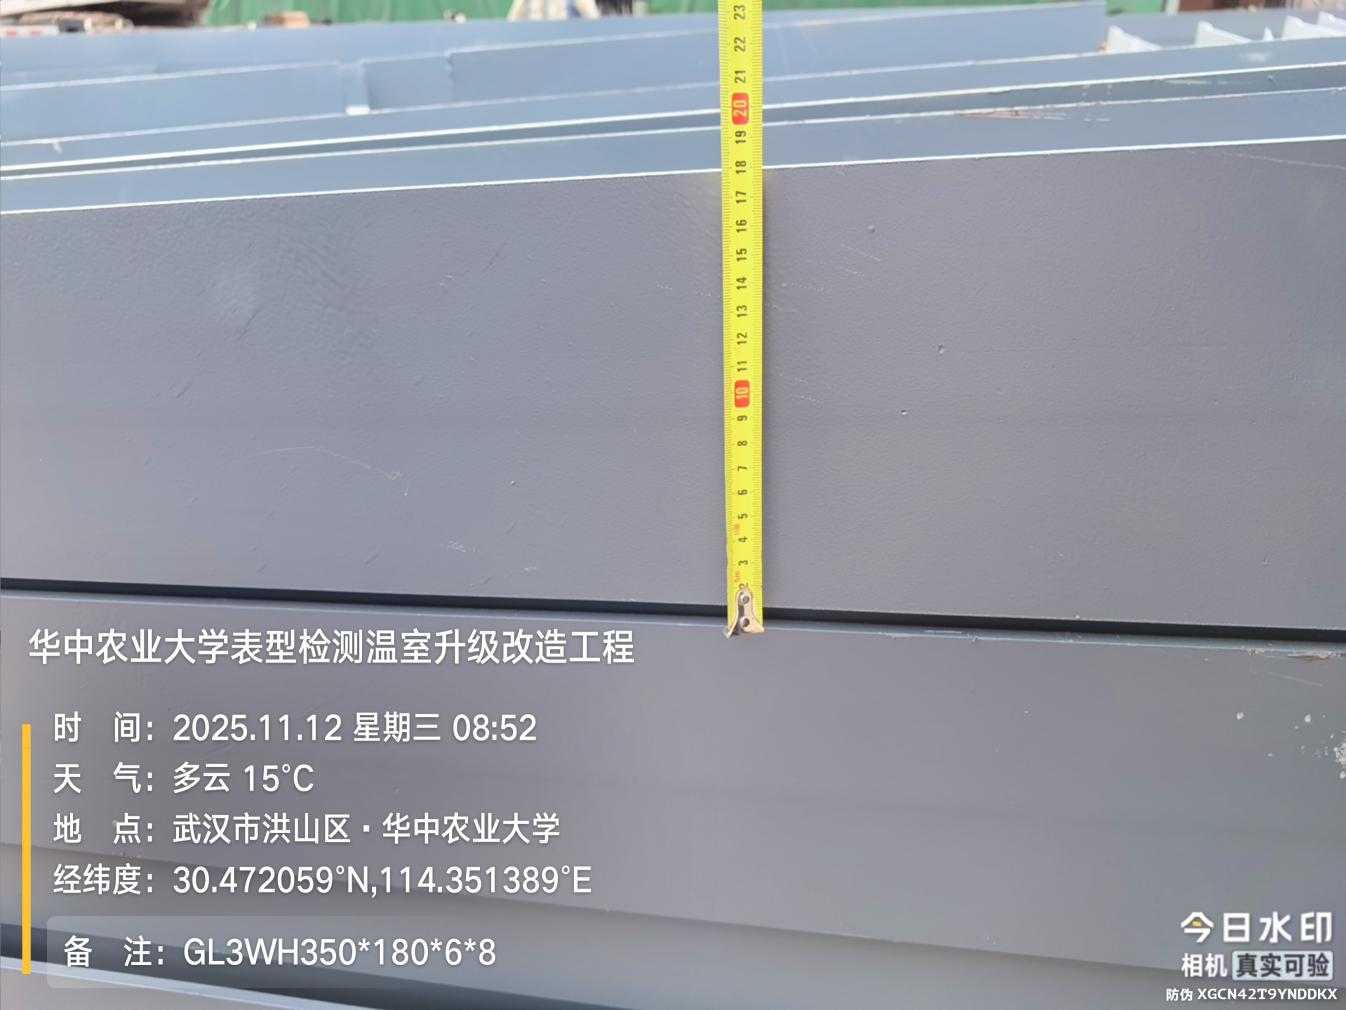 23
22
21
20
19
18
17
16
15
14
13
12
11
10
9
8
7
6
5
4
3
2
华中农业大学表型检测温室升级改造工程
时 间：2025.11.12 星期三 08:52
天 气：多云 15°C
地 点：武汉市洪山区·华中农业大学
经纬度：30.472059°N,114.351389°E
备 注：GL3WH350*180*6*8
今日水印
相机 真实可验
防伪 XGCN42T9YNDDKX